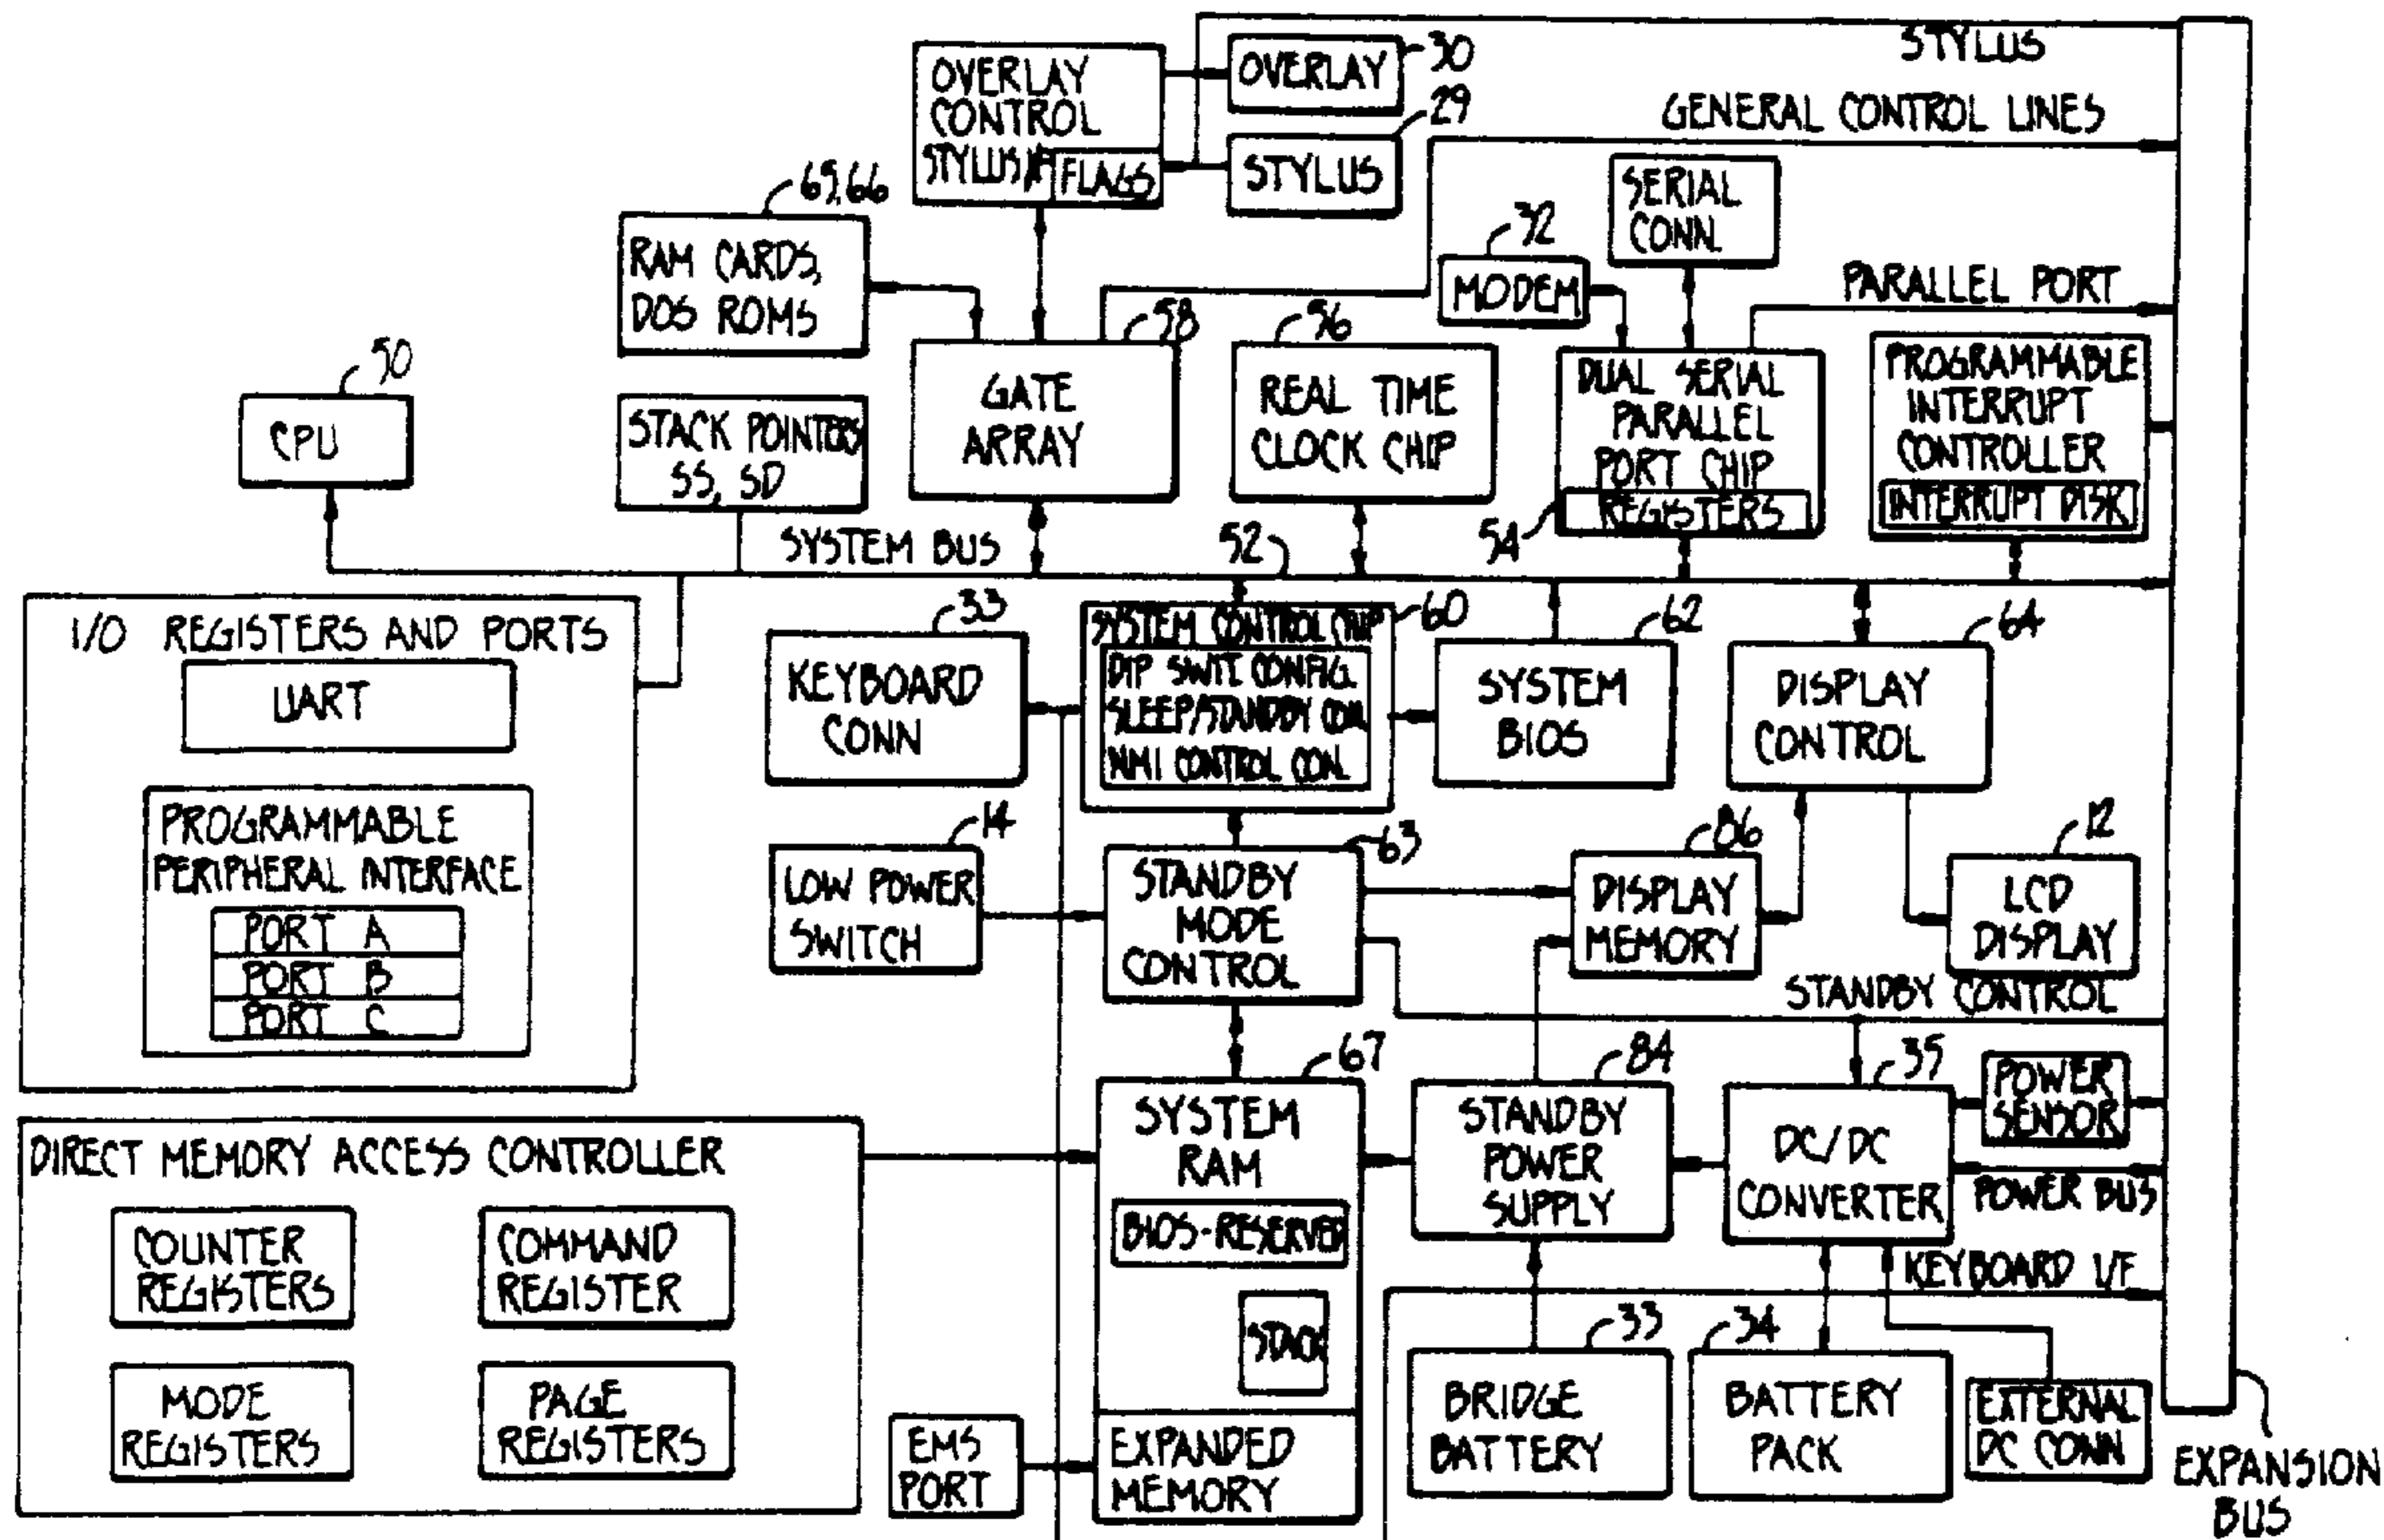 STYLUS
OVERLAY
CONTROL
STYLUS
FLAGS
OVERLAY
30
STYLUS
29
GENERAL CONTROL LINES
65,66
RAM CARDS,
DOS ROMS
SERIAL
CONN.
32
MODEM
PARALLEL PORT
50
CPU
STACK POINTERS
SS, SD
58
GATE
ARRAY
56
REAL TIME
CLOCK CHIP
DUAL SERIAL
PARALLEL
PORT CHIP
REGISTERS
54
PROGRAMMABLE
INTERRUPT
CONTROLLER
INTERRUPT DISK
SYSTEM BUS
52
I/O REGISTERS AND PORTS
UART
PROGRAMMABLE
PERIPHERAL INTERFACE
PORT A
PORT B
PORT C
33
KEYBOARD
CONN
60
SYSTEM CONTROL CHIP
DIP SWIT. CONFIG.
SLEEP/STANDBY CON.
NMI CONTROL CON.
62
SYSTEM
BIOS
64
DISPLAY
CONTROL
14
LOW POWER
SWITCH
63
STANDBY
MODE
CONTROL
86
DISPLAY
MEMORY
12
LCD
DISPLAY
STANDBY CONTROL
DIRECT MEMORY ACCESS CONTROLLER
COUNTER
REGISTERS
COMMAND
REGISTER
MODE
REGISTERS
PAGE
REGISTERS
67
SYSTEM
RAM
BIOS-RESERVED
STACK
EXPANDED
MEMORY
EMS
PORT
84
STANDBY
POWER
SUPPLY
35
DC/DC
CONVERTER
POWER
SENSOR
POWER BUS
KEYBOARD I/F
33
BRIDGE
BATTERY
34
BATTERY
PACK
EXTERNAL
DC CONN.
EXPANSION
BUS